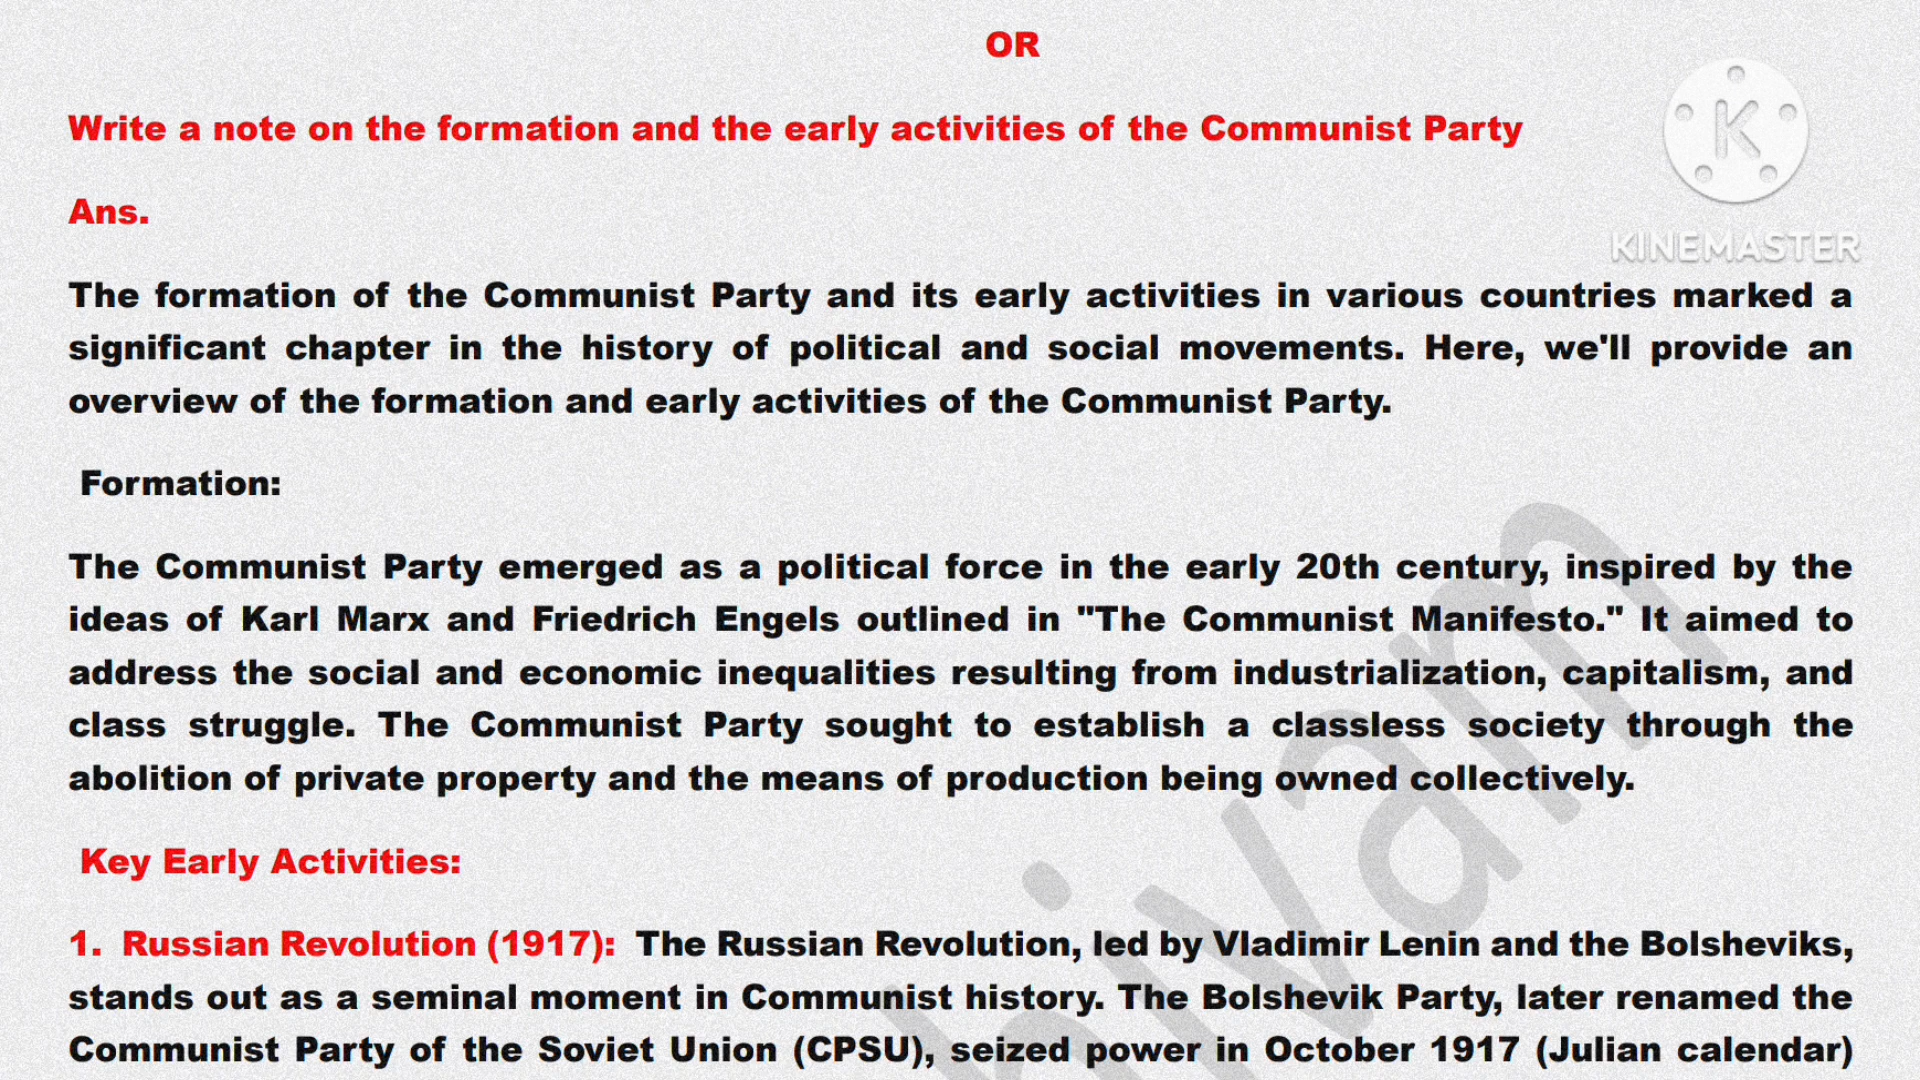 OR
Write a note on the formation and the early activities of the Communist Party
Ans.
KINEMASTER
The formation of the Communist Party and its early activities in various countries marked a
significant chapter in the history of political and social movements. Here, we'll provide an
overview of the formation and early activities of the Communist Party.
Formation:
The Communist Party emerged as a political force in the early 20th century, inspired by the
ideas of Karl Marx and Friedrich Engels outlined in "The Communist Manifesto." It aimed to
address the social and economic inequalities resulting from industrialization, capitalism, and
class struggle. The Communist Party sought to establish a classless society through the
abolition of private property and the means of production being owned collectively.
Key Early Activities:
1. Russian Revolution (1917): The Russian Revolution, led by Vladimir Lenin and the Bolsheviks,
stands out as a seminal moment in Communist history. The Bolshevik Party, later renamed the
Communist Party of the Soviet Union (CPSU), seized power in October 1917 (Julian calendar)